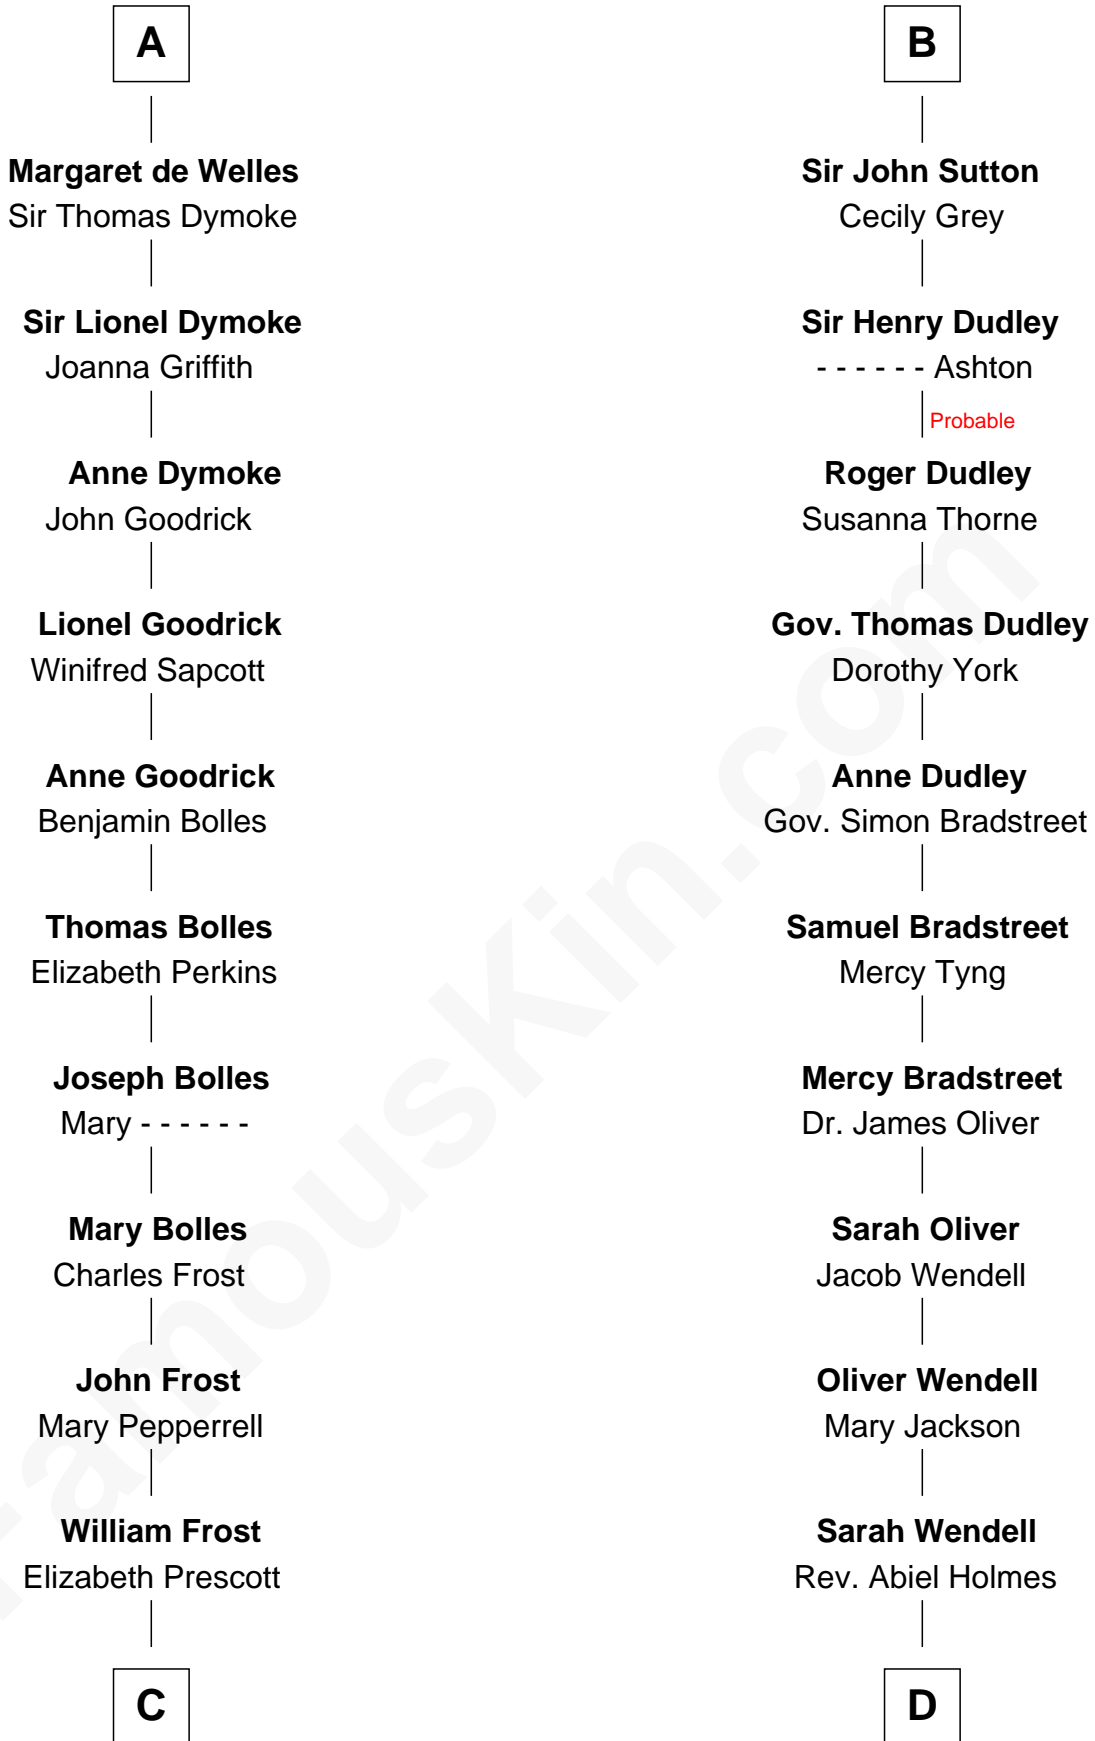 A
Margaret de Welles
Sir Thomas Dymoke
Sir Lionel Dymoke
Joanna Griffith
Anne Dymoke
John Goodrick
Lionel Goodrick
Winifred Sapcott
Anne Goodrick
Benjamin Bolles
Thomas Bolles
Elizabeth Perkins
Joseph Bolles
Mary - - - - - -
Mary Bolles
Charles Frost
John Frost
Mary Pepperrell
William Frost
Elizabeth Prescott
C
B
Sir John Sutton
Cecily Grey
Sir Henry Dudley
- - - - - - Ashton
Probable
Roger Dudley
Susanna Thorne
Gov. Thomas Dudley
Dorothy York
Anne Dudley
Gov. Simon Bradstreet
Samuel Bradstreet
Mercy Tyng
Mercy Bradstreet
Dr. James Oliver
Sarah Oliver
Jacob Wendell
Oliver Wendell
Mary Jackson
Sarah Wendell
Rev. Abiel Holmes
D
FamousKin.com